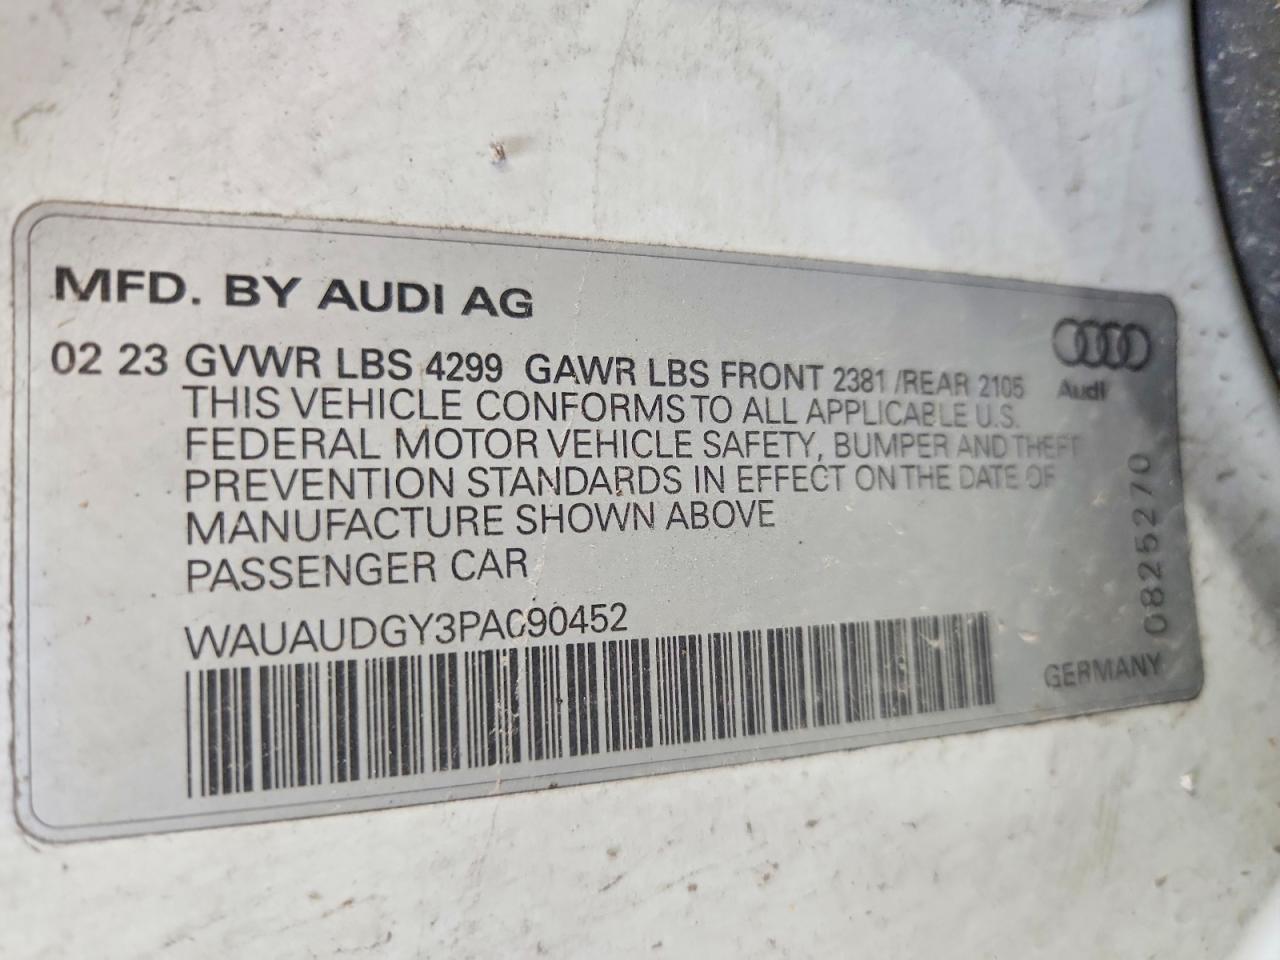 MFD. BY AUDI AG
02 23 GVWR LBS 4299 GAWR LBS FRONT 2381 /REAR 2105
THIS VEHICLE CONFORMS TO ALL APPLICABLE U.S.
FEDERAL MOTOR VEHICLE SAFETY, BUMPER AND THEFT
PREVENTION STANDARDS IN EFFECT ON THE DATE OF
MANUFACTURE SHOWN ABOVE
PASSENGER CAR
WAUAUDGY3PA090452
Audi
0825270
GERMANY